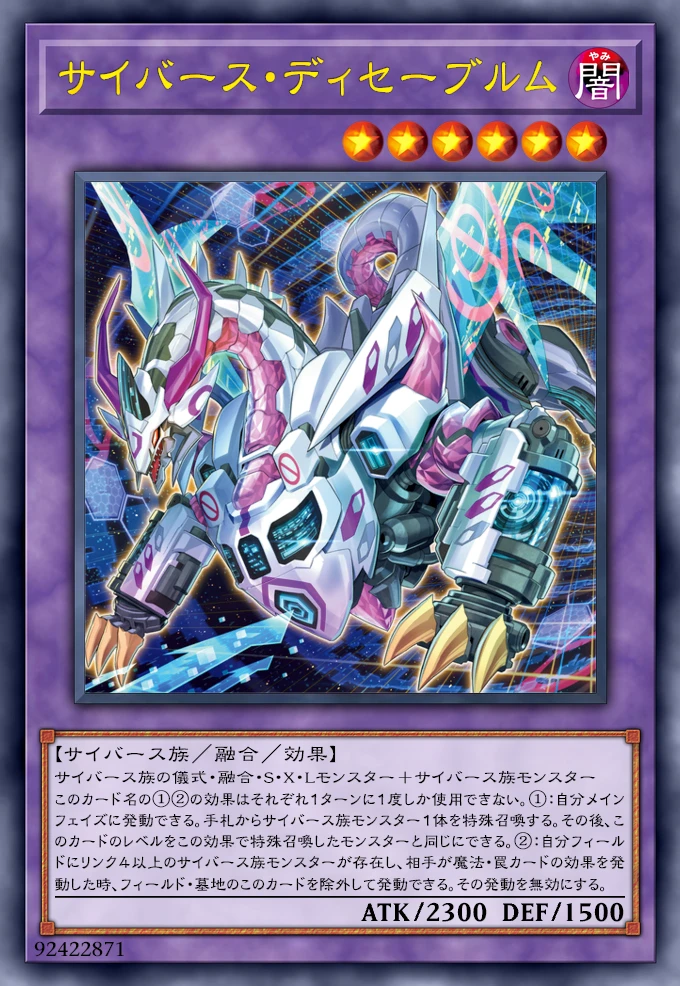 サイバース・ディセーブルム
やみ
闇
【サイバース族／融合／効果】
サイバース族の儀式・融合・S・X・Lモンスター＋サイバース族モンスター
このカード名の①②の効果はそれぞれ1ターンに1度しか使用できない。①：自分メイン
フェイズに発動できる。手札からサイバース族モンスター1体を特殊召喚する。その後、こ
のカードのレベルをこの効果で特殊召喚したモンスターと同じにできる。②：自分フィール
ドにリンク4以上のサイバース族モンスターが存在し、相手が魔法・罠カードの効果を発
動した時、フィールド・墓地のこのカードを除外して発動できる。その発動を無効にする。
ATK/2300 DEF/1500
92422871